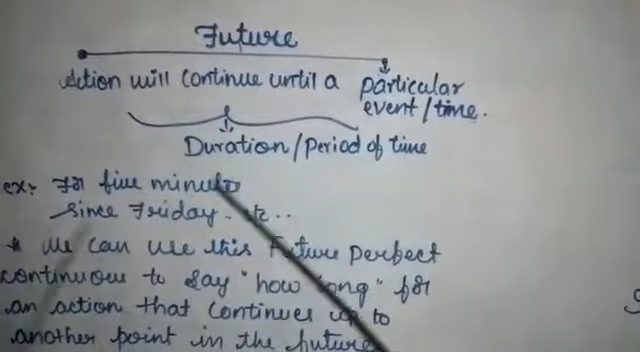 Future
Action will continue until a particular
event/time.
Duration/Period of time
ex:- For five minutes
since Friday. etc..
* We can use this Future perfect
continuous to say "how long" for
an action that continues up to
another point in the future